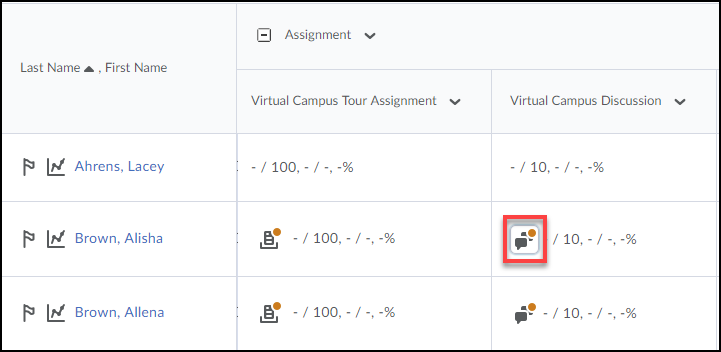 Assignment
Last Name , First Name
Virtual Campus Tour Assignment
Virtual Campus Discussion
Ahrens, Lacey
- / 100, - / -, -%
- / 10, - / -, -%
Brown, Alisha
- / 100, - / -, -%
/ 10, - / -, -%
Brown, Allena
- / 100, - / -, -%
- / 10, - / -, -%